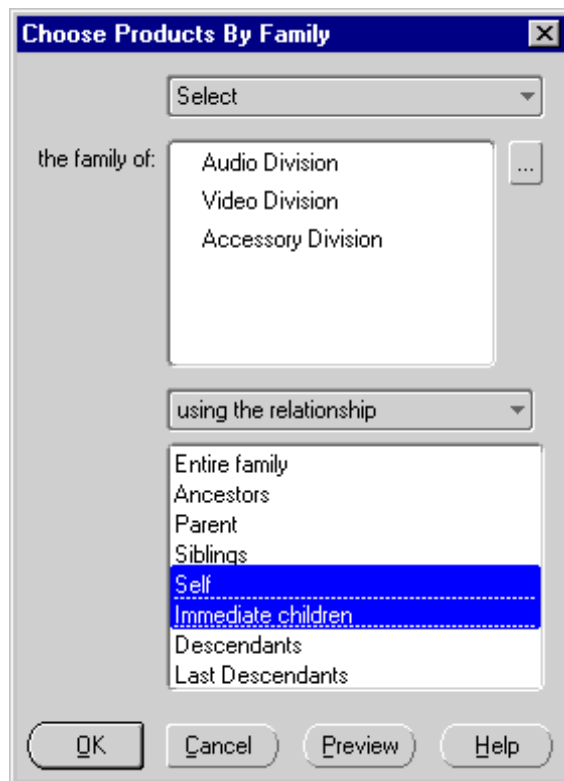 Choose Products By Family
Select
the family of:
Audio Division
...
Video Division
Accessory Division
using the relationship
Entire family
Ancestors
Parent
Siblings
Self
Immediate children
Descendants
Last Descendants
OK Cancel Preview Help